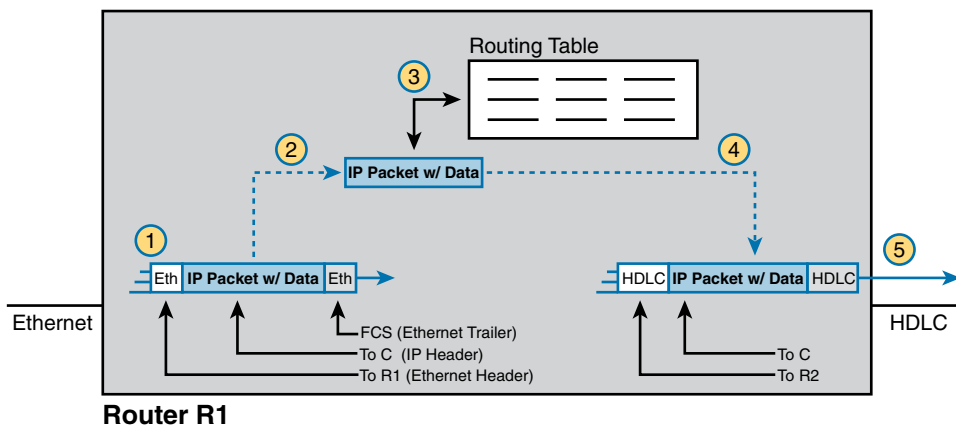 Routing Table
3
2
4
IP Packet w/ Data
1
5
Eth IP Packet w/ Data Eth
HDLC IP Packet w/ Data HDLC
Ethernet
HDLC
FCS (Ethernet Trailer)
To C (IP Header)
To C
To R1 (Ethernet Header)
To R2
Router R1